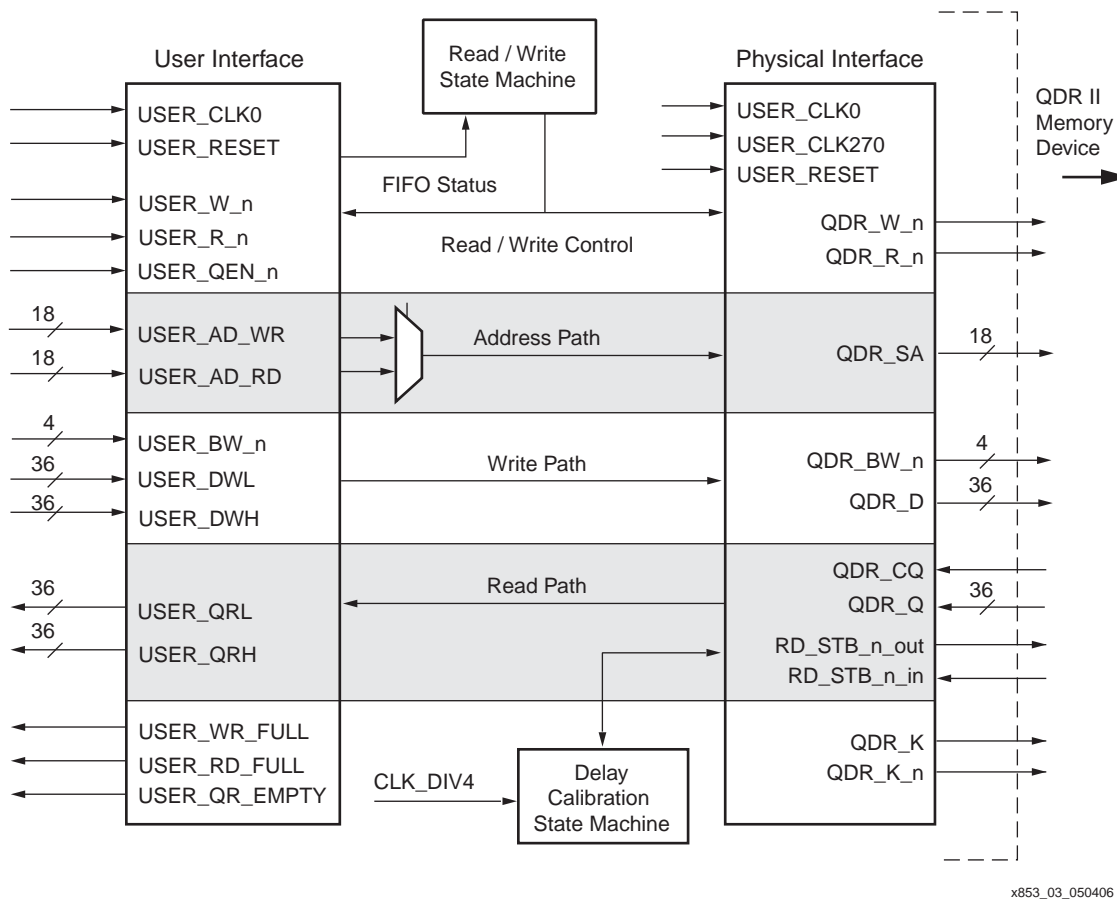 User Interface
Read / Write
State Machine
Physical Interface
QDR II
Memory
Device
USER_CLK0
USER_RESET
USER_W_n
USER_R_n
USER_QEN_n
FIFO Status
Read / Write Control
USER_CLK0
USER_CLK270
USER_RESET
QDR_W_n
QDR_R_n
18
USER_AD_WR
18
USER_AD_RD
Address Path
QDR_SA
18
4
USER_BW_n
36
USER_DWL
36
USER_DWH
Write Path
QDR_BW_n
4
QDR_D
36
36
USER_QRL
36
USER_QRH
Read Path
QDR_CQ
QDR_Q
36
RD_STB_n_out
RD_STB_n_in
USER_WR_FULL
USER_RD_FULL
USER_QR_EMPTY
CLK_DIV4
Delay
Calibration
State Machine
QDR_K
QDR_K_n
x853_03_050406